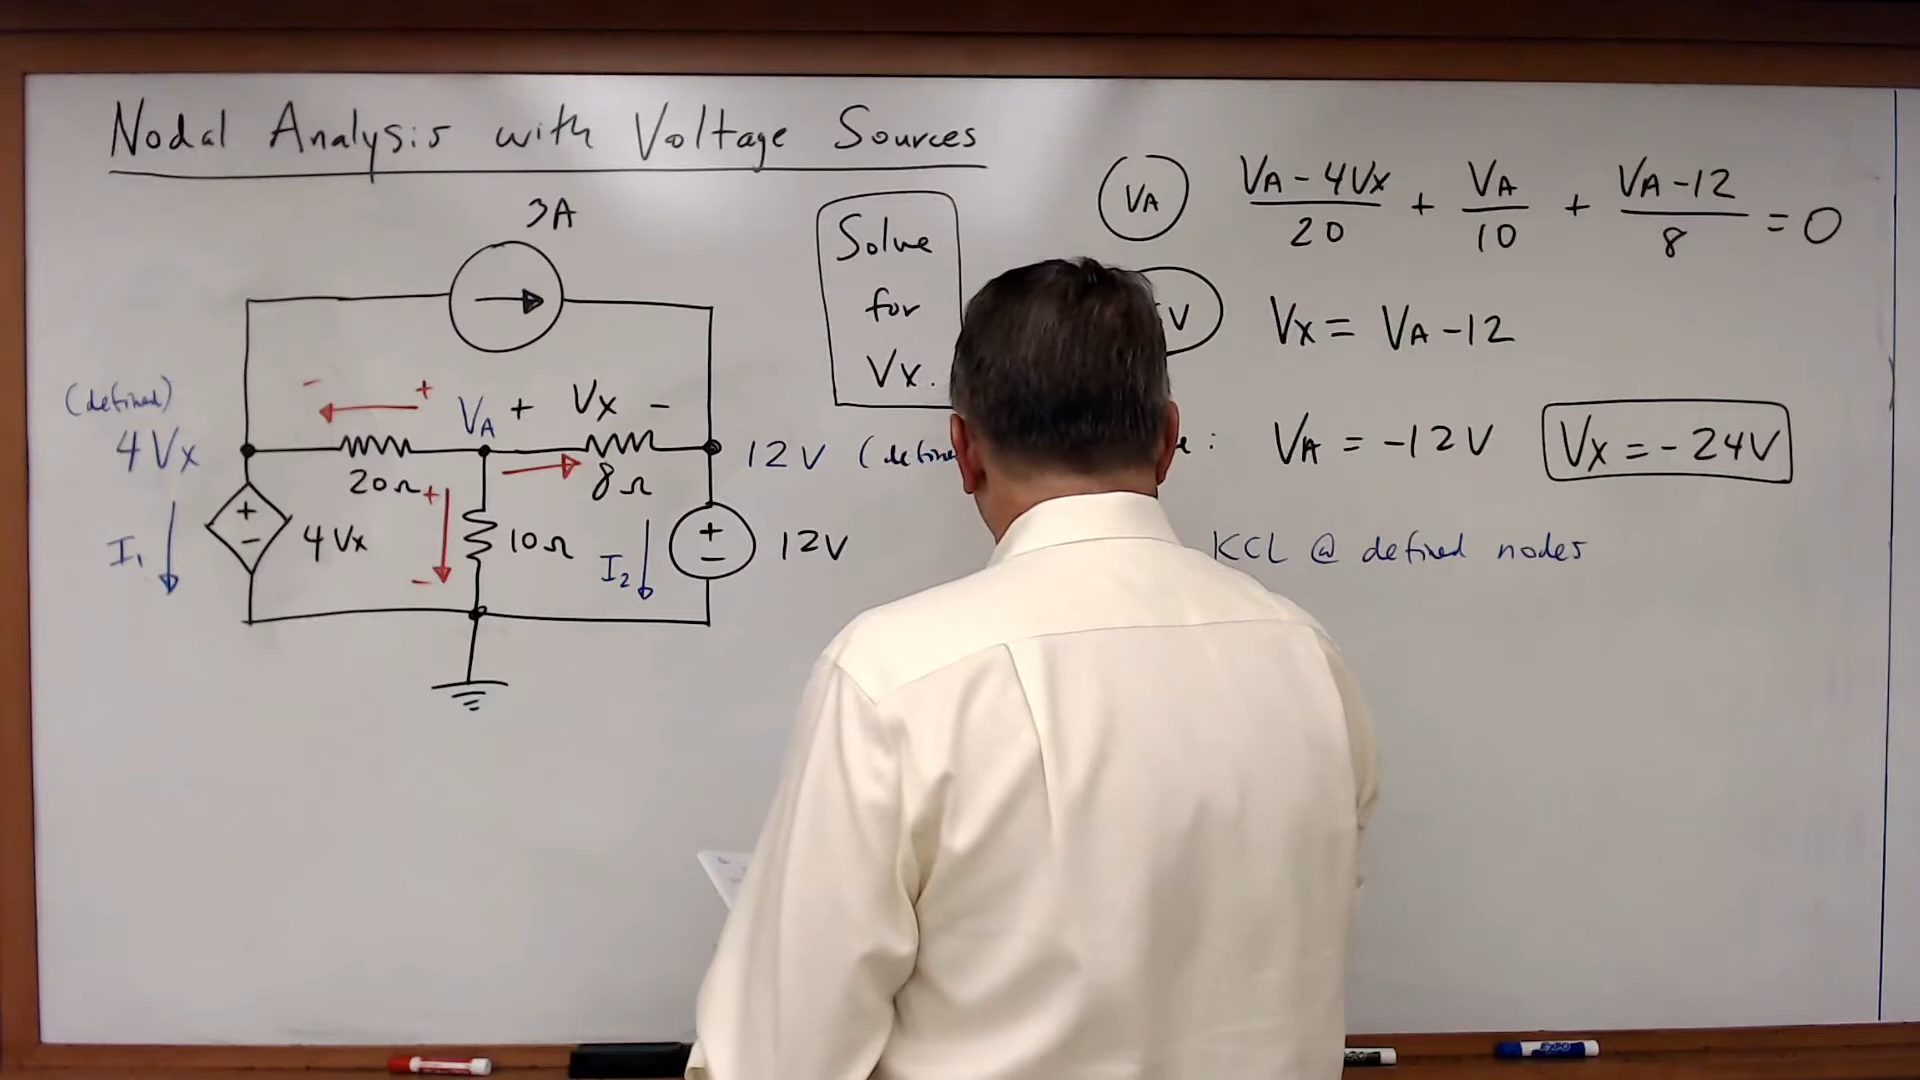 Nodal Analysis with Voltage Sources
3A
Solve
for
Vx.
VA
VA - 4Vx / 20 + VA / 10 + VA - 12 / 8 = 0
V
Vx = VA - 12
VA = -12V
Vx = -24V
KCL @ defined nodes
(defined)
4Vx
- +
VA + Vx -
12V
20Ω
8Ω
+
-
I1
+
-
4Vx
10Ω
I2
+
-
12V
EXPO